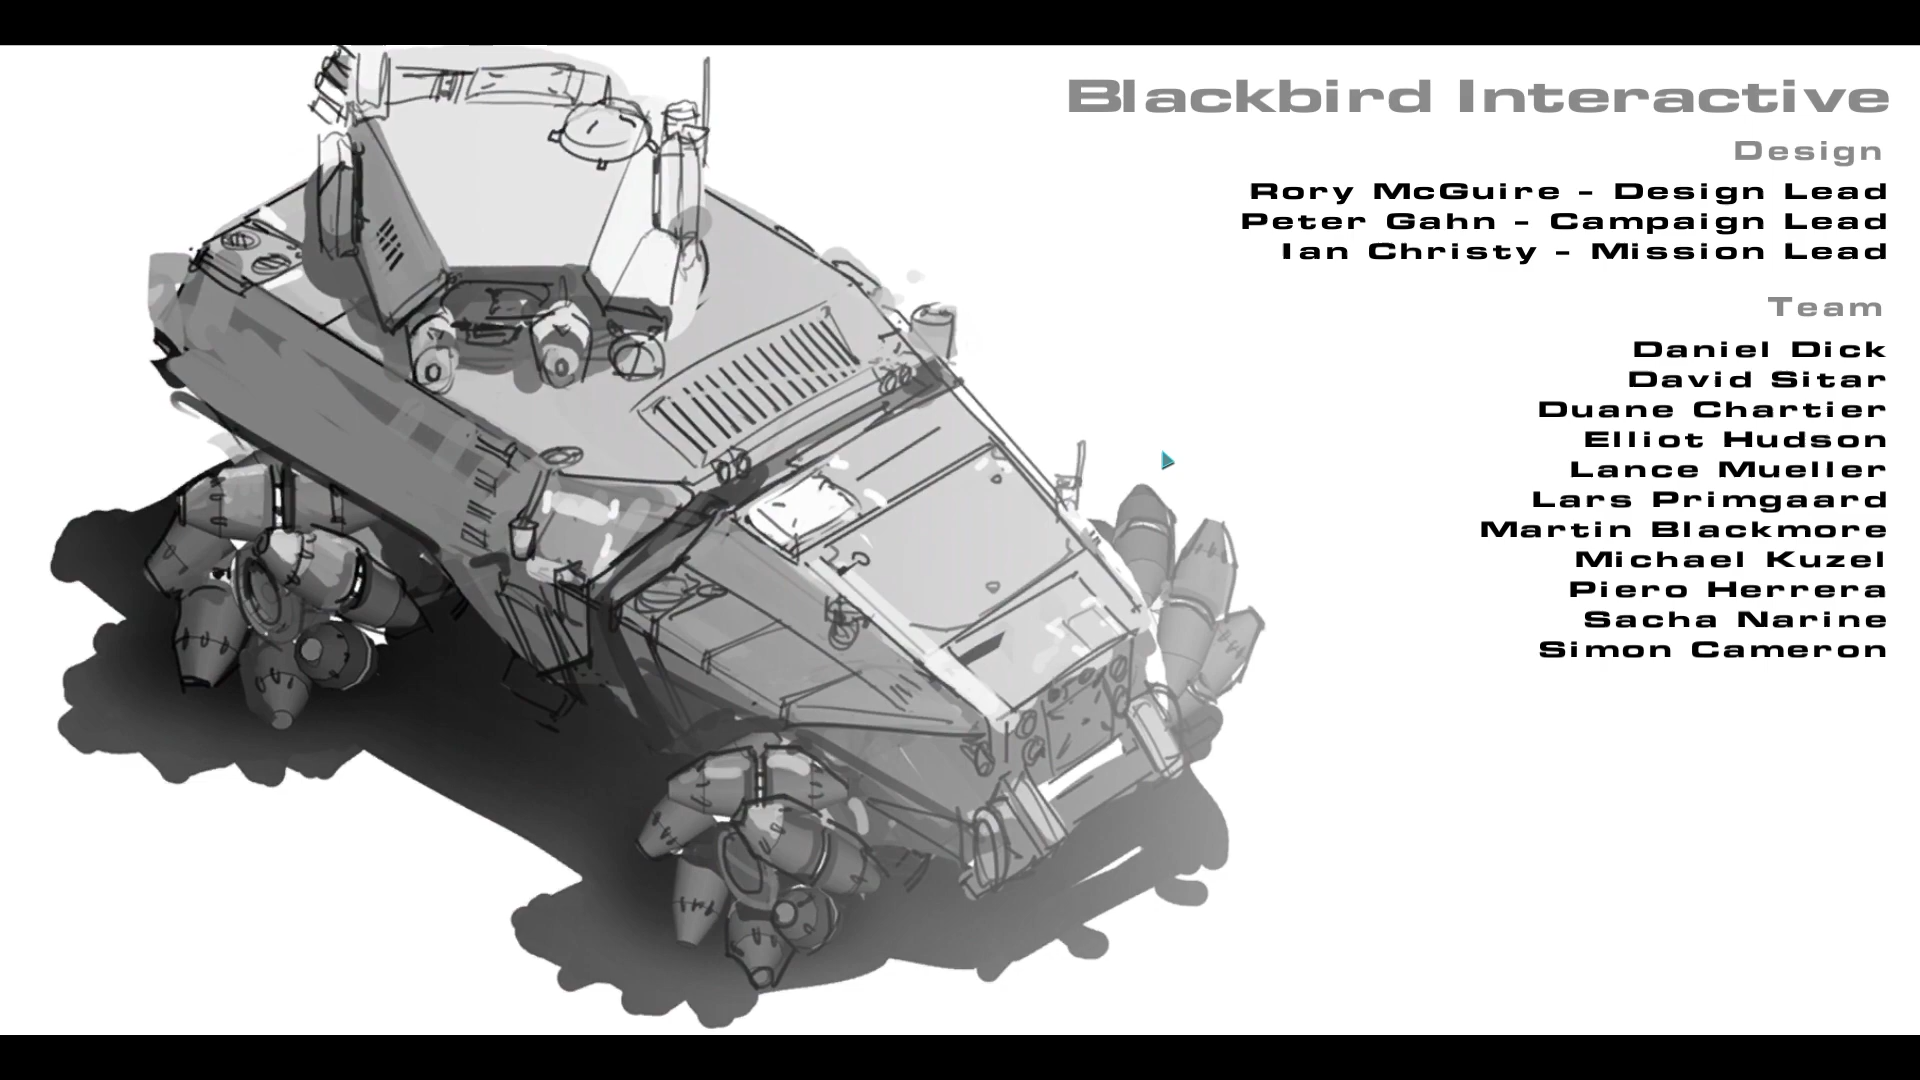 Blackbird Interactive
Design
Rory McGuire - Design Lead
Peter Gahn - Campaign Lead
Ian Christy - Mission Lead
Team
Daniel Dick
David Sitar
Duane Chartier
Elliot Hudson
Lance Mueller
Lars Primgaard
Martin Blackmore
Michael Kuzel
Piero Herrera
Sacha Narine
Simon Cameron